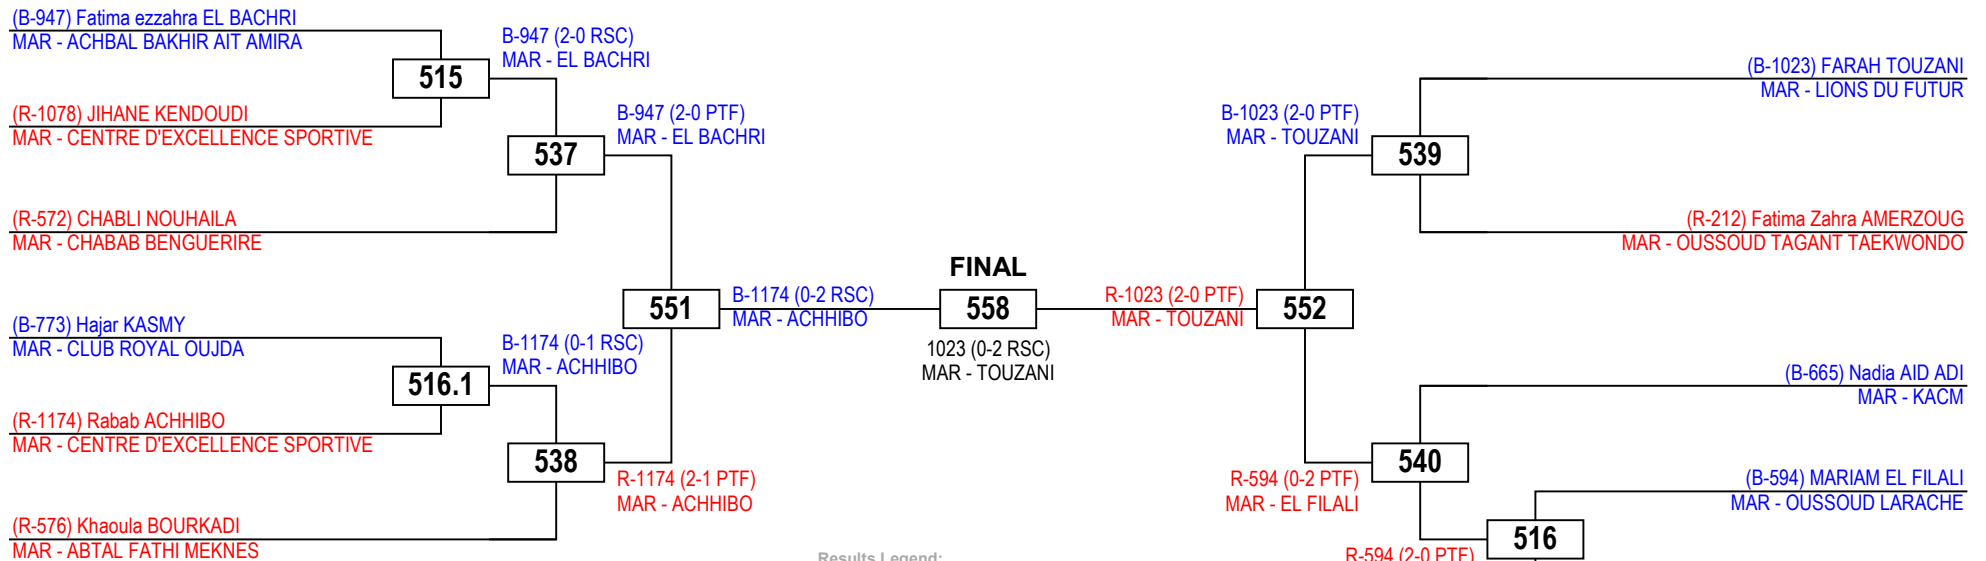 (B-947) Fatima ezzahra EL BACHRI
MAR - ACHBAL BAKHIR AIT AMIRA
B-947 (2-0 RSC)
MAR - EL BACHRI
515
(R-1078) JIHANE KENDOUDI
MAR - CENTRE D'EXCELLENCE SPORTIVE
B-947 (2-0 PTF)
MAR - EL BACHRI
537
(R-572) CHABLI NOUHAILA
MAR - CHABAB BENGUERIRE
551
B-1174 (0-2 RSC)
MAR - ACHHIBO
(B-773) Hajar KASMY
MAR - CLUB ROYAL OUJDA
B-1174 (0-1 RSC)
MAR - ACHHIBO
516.1
(R-1174) Rabab ACHHIBO
MAR - CENTRE D'EXCELLENCE SPORTIVE
538
R-1174 (2-1 PTF)
MAR - ACHHIBO
(R-576) Khaoula BOURKADI
MAR - ABTAL FATHI MEKNES
FINAL
558
1023 (0-2 RSC)
MAR - TOUZANI
(B-1023) FARAH TOUZANI
MAR - LIONS DU FUTUR
B-1023 (2-0 PTF)
MAR - TOUZANI
539
(R-212) Fatima Zahra AMERZOUG
MAR - OUSSOUD TAGANT TAEKWONDO
R-1023 (2-0 PTF)
MAR - TOUZANI
552
(B-665) Nadia AID ADI
MAR - KACM
540
R-594 (0-2 PTF)
MAR - EL FILALI
(B-594) MARIAM EL FILALI
MAR - OUSSOUD LARACHE
516
R-594 (2-0 PTF)
Results Legend: